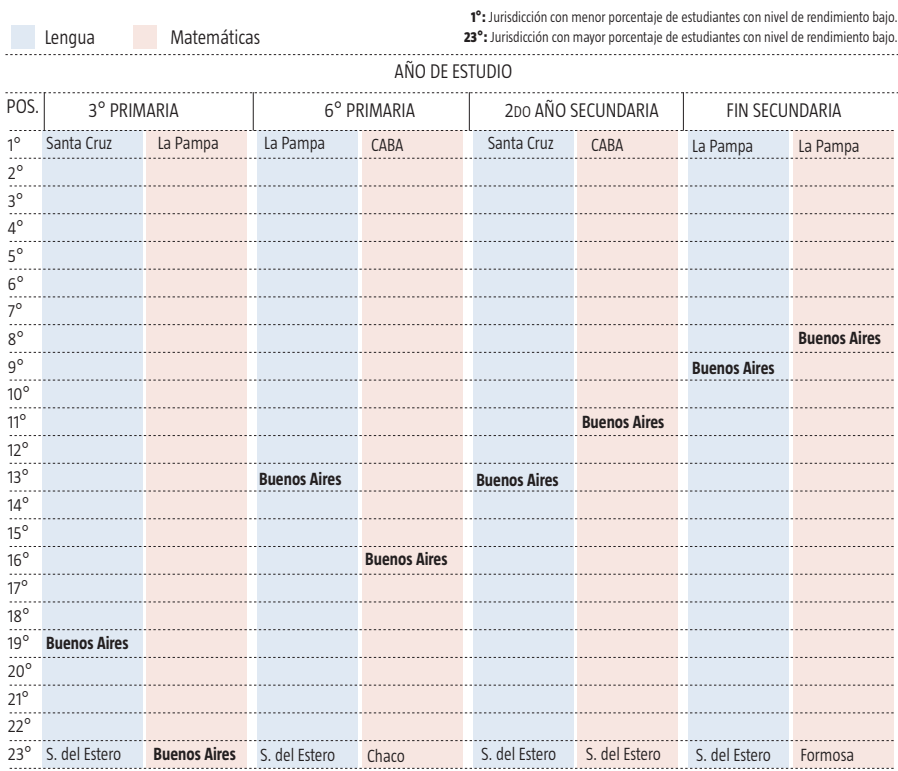 1°: Jurisdicción con menor porcentaje de estudiantes con nivel de rendimiento bajo.
Lengua Matemáticas
23°: Jurisdicción con mayor porcentaje de estudiantes con nivel de rendimiento bajo.
AÑO DE ESTUDIO
POS. 3° PRIMARIA 6° PRIMARIA 2DO AÑO SECUNDARIA FIN SECUNDARIA
1° Santa Cruz La Pampa La Pampa CABA Santa Cruz CABA La Pampa La Pampa
2°
3°
4°
5°
6°
7°
8° Buenos Aires
9° Buenos Aires
10°
11° Buenos Aires
12°
13° Buenos Aires Buenos Aires
14°
15°
16° Buenos Aires
17°
18°
19° Buenos Aires
20°
21°
22°
23° S. del Estero Buenos Aires S. del Estero Chaco S. del Estero S. del Estero S. del Estero Formosa